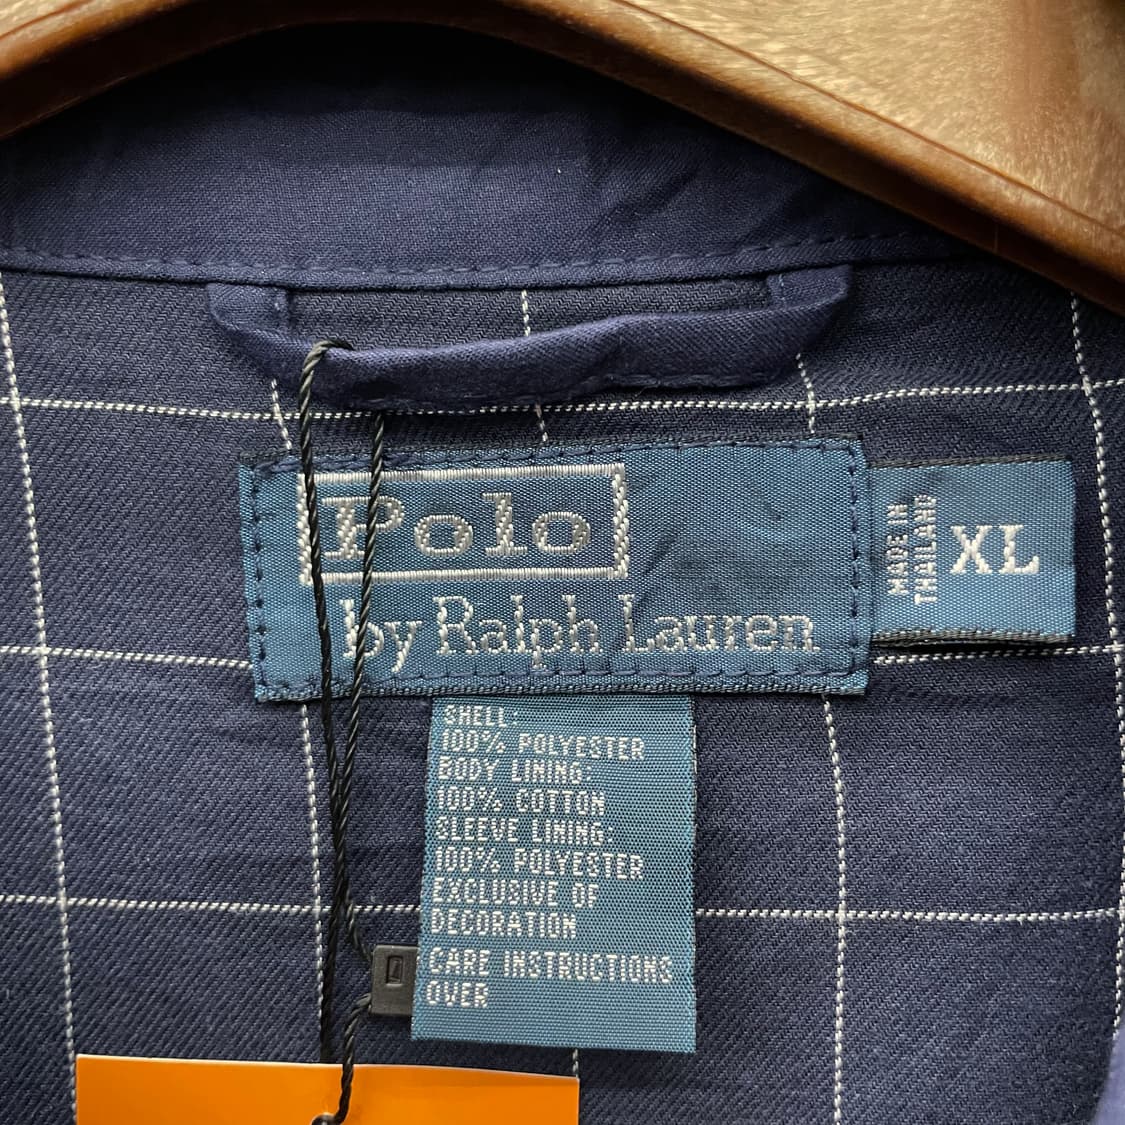 Polo
by Ralph Lauren
MADE IN
THAILAND
XL
SHELL:
100% POLYESTER
BODY LINING:
100% COTTON
SLEEVE LINING:
100% POLYESTER
EXCLUSIVE OF
DECORATION
CARE INSTRUCTIONS
OVER